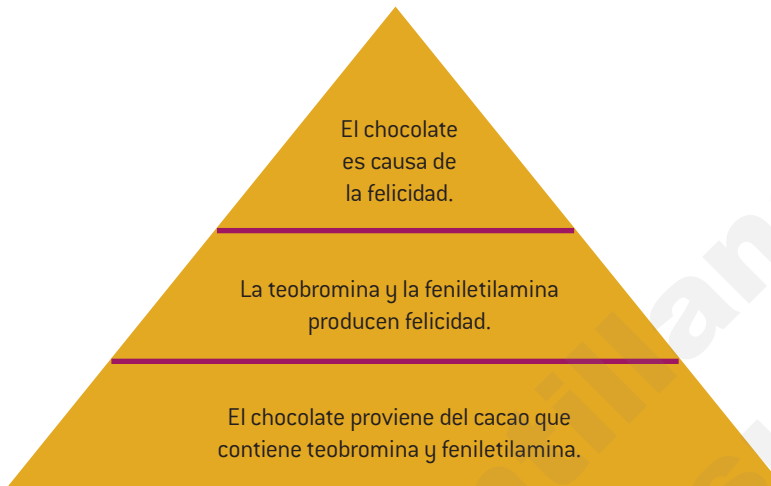 El chocolate
es causa de
la felicidad.
La teobromina y la feniletilamina
producen felicidad.
El chocolate proviene del cacao que
contiene teobromina y feniletilamina.